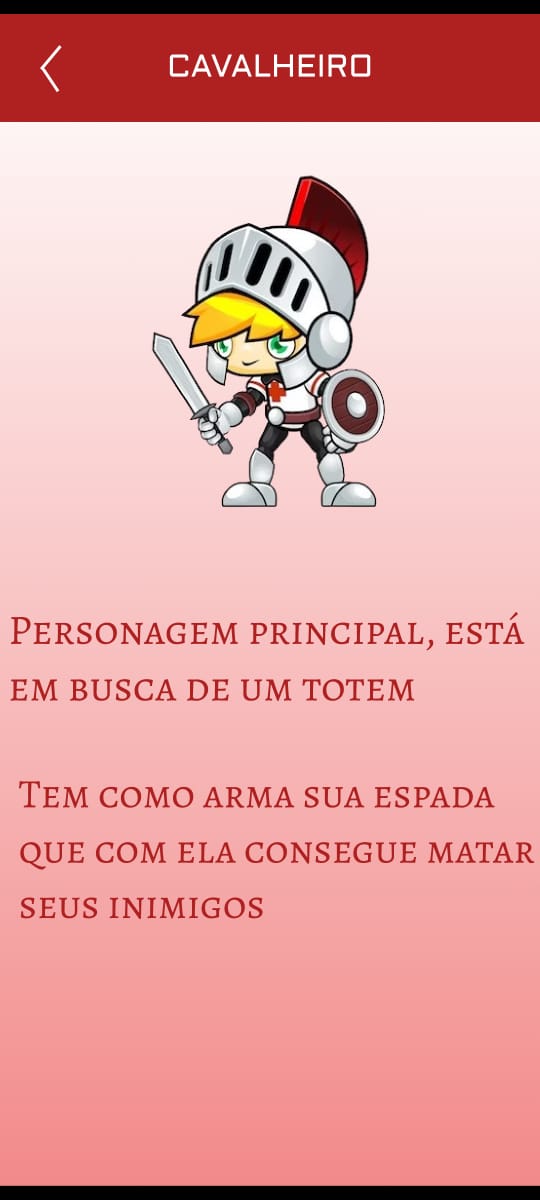 CAVALHEIRO
Personagem principal, está
em busca de um totem
Tem como arma sua espada
que com ela consegue matar
seus inimigos